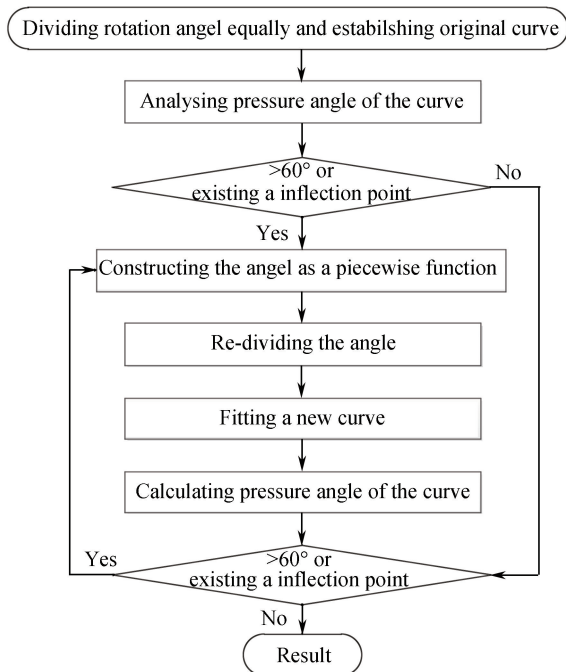 Dividing rotation angel equally and estabilshing original curve
Analysing pressure angle of the curve
>60° or
existing a inflection point
No
Yes
Constructing the angel as a piecewise function
Re-dividing the angle
Fitting a new curve
Calculating pressure angle of the curve
Yes
>60° or
existing a inflection point
No
Result